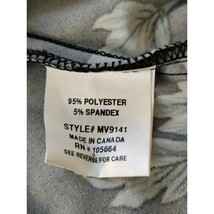 95% POLYESTER
5% SPANDEX
STYLE# MV9141
MADE IN CANADA
RN # 105664
SEE REVERSE FOR CARE